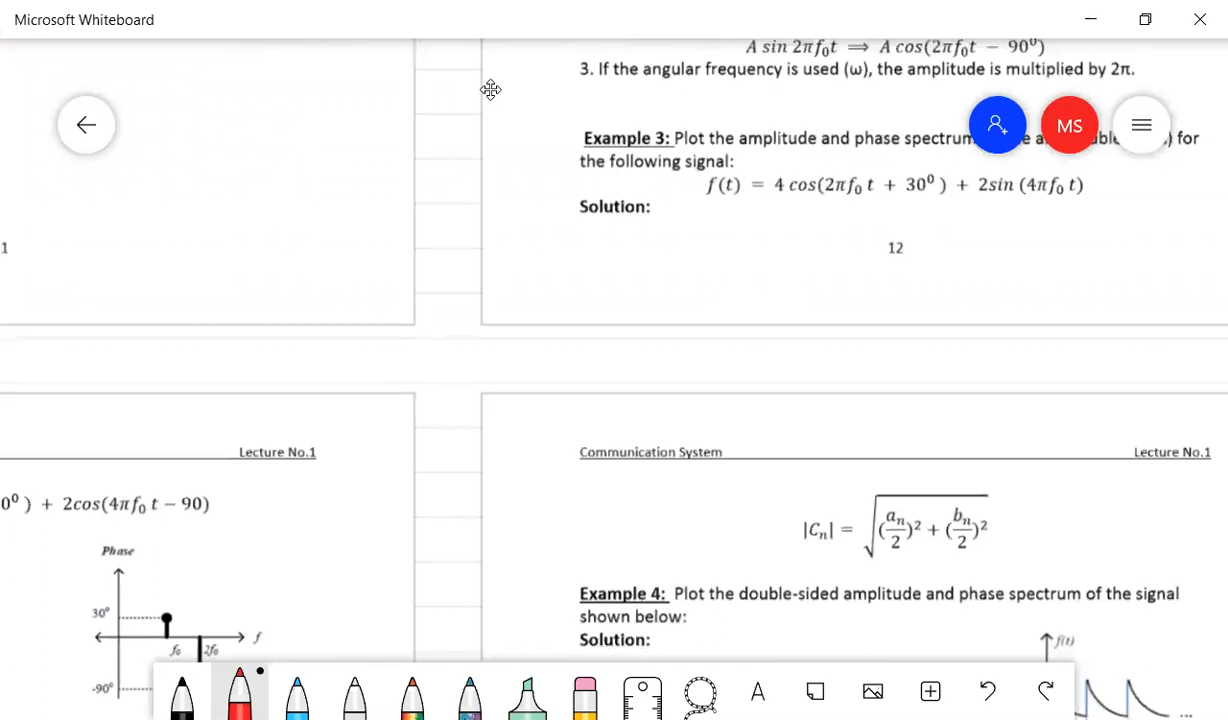 Microsoft Whiteboard
A sin 2πf₀t ⟹ A cos(2πf₀t − 90⁰)
3. If the angular frequency is used (ω), the amplitude is multiplied by 2π.
MS
Example 3: Plot the amplitude and phase spectrum for
the following signal:
f(t) = 4 cos(2πf₀ t + 30⁰ ) + 2sin (4πf₀ t)
Solution:
1
12
Lecture No.1
Communication System Lecture No.1
0⁰ ) + 2cos(4πf₀ t − 90)
|Cₙ| = √((aₙ/2)² + (bₙ/2)²)
Phase
Example 4: Plot the double-sided amplitude and phase spectrum of the signal
shown below:
Solution:
30⁰
f
f₀ 2f₀
-90⁰
f(t)
A
...